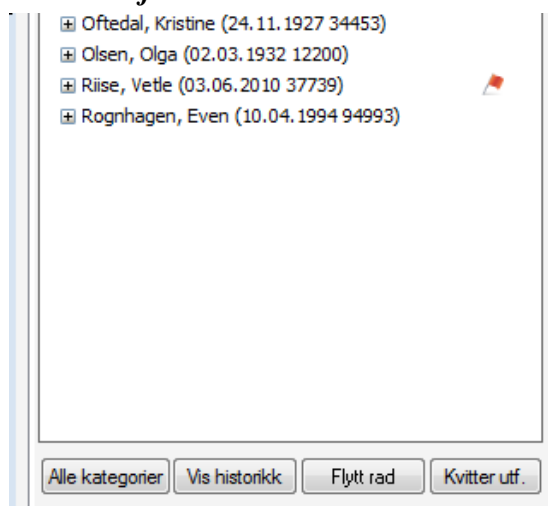 Oftedal, Kristine (24.11.1927 34453)
Olsen, Olga (02.03.1932 12200)
Riise, Vetle (03.06.2010 37739)
Rognhagen, Even (10.04.1994 94993)
Alle kategorier Vis historikk Flytt rad Kvitter utf.